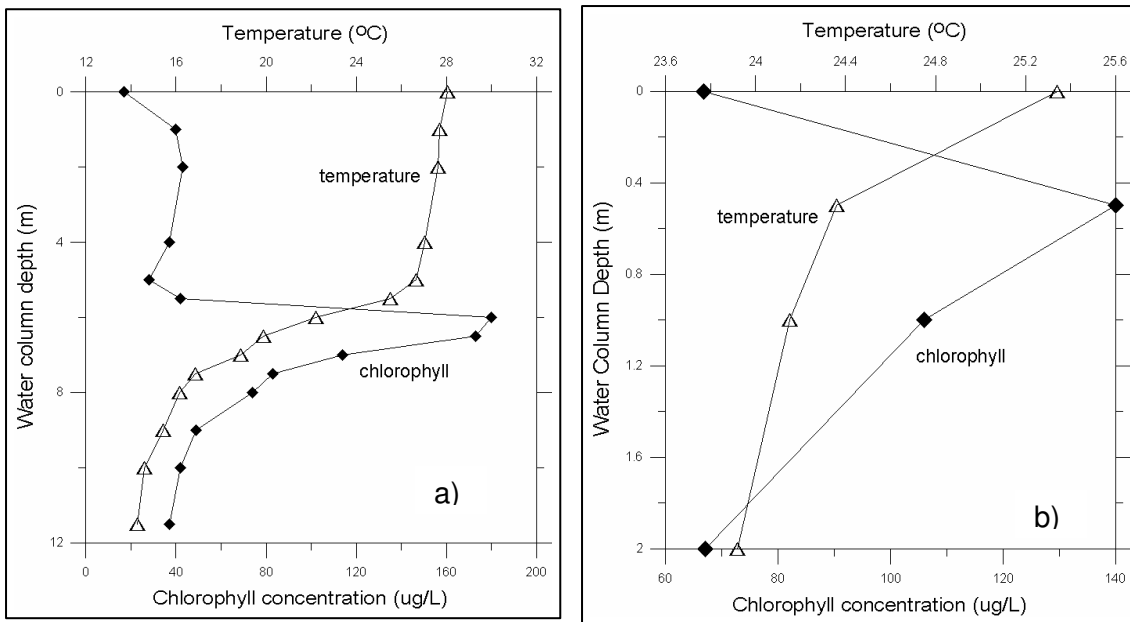 Temperature (ºC)
12 16 20 24 28 32
0
4
8
12
Water column depth (m)
temperature
chlorophyll
a)
0 40 80 120 160 200
Chlorophyll concentration (ug/L)
Temperature (ºC)
23.6 24 24.4 24.8 25.2 25.6
0
0.4
0.8
1.2
1.6
2
Water Column Depth (m)
temperature
chlorophyll
b)
60 80 100 120 140
Chlorophyll concentration (ug/L)